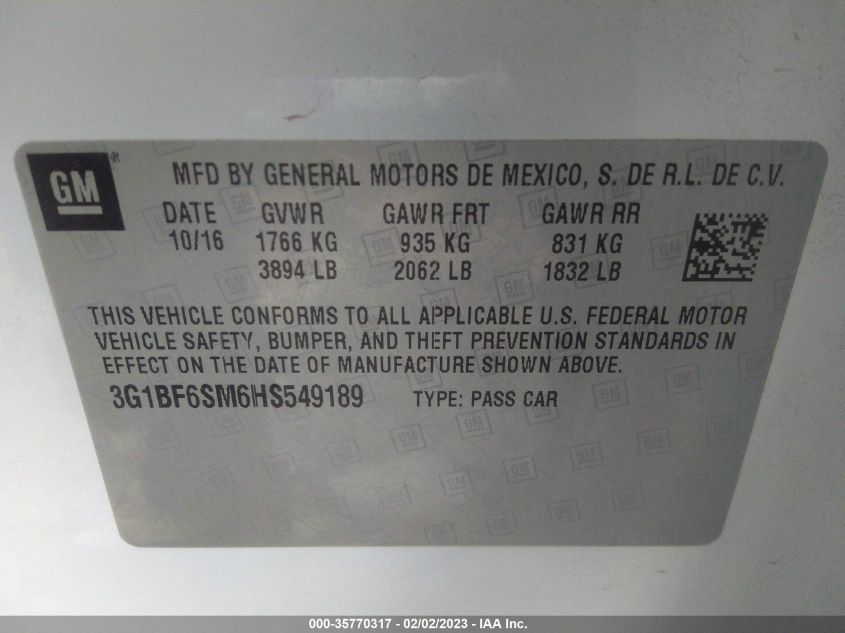 GM®
MFD BY GENERAL MOTORS DE MEXICO, S. DE R.L. DE C.V.
DATE GVWR GAWR FRT GAWR RR
10/16 1766 KG 935 KG 831 KG
3894 LB 2062 LB 1832 LB
THIS VEHICLE CONFORMS TO ALL APPLICABLE U.S. FEDERAL MOTOR
VEHICLE SAFETY, BUMPER, AND THEFT PREVENTION STANDARDS IN
EFFECT ON THE DATE OF MANUFACTURE SHOWN ABOVE.
3G1BF6SM6HS549189 TYPE: PASS CAR
000-35770317 - 02/02/2023 - IAA Inc.